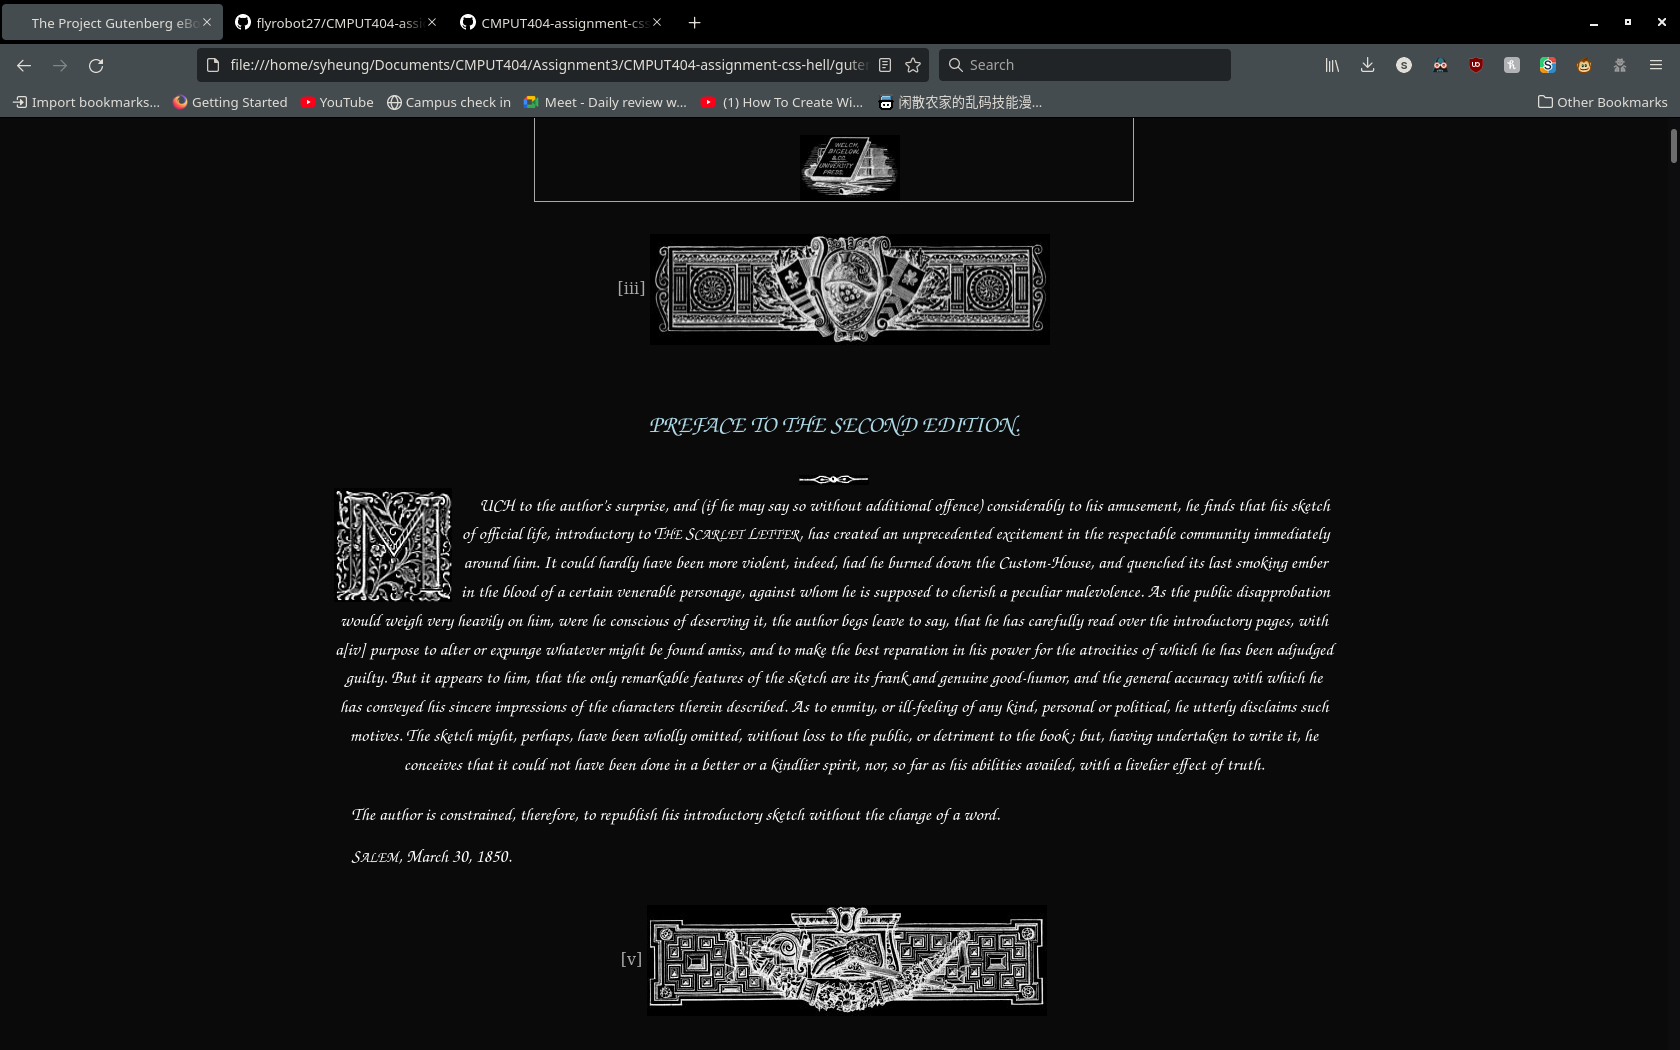 The Project Gutenberg eBo
flyrobot27/CMPUT404-assi
CMPUT404-assignment-css
file:///home/syheung/Documents/CMPUT404/Assignment3/CMPUT404-assignment-css-hell/guter
Search
Import bookmarks...
Getting Started
YouTube
Campus check in
Meet - Daily review w...
(1) How To Create Wi...
闲散农家的乱码技能漫...
Other Bookmarks
WELCH,
BIGELOW,
& CO.
UNIVERSITY
PRESS.
[iii]
PREFACE TO THE SECOND EDITION.
M
UCH to the author's surprise, and (if he may say so without additional offence) considerably to his amusement, he finds that his sketch
of official life, introductory to THE SCARLET LETTER, has created an unprecedented excitement in the respectable community immediately
around him. It could hardly have been more violent, indeed, had he burned down the Custom-House, and quenched its last smoking ember
in the blood of a certain venerable personage, against whom he is supposed to cherish a peculiar malevolence. As the public disapprobation
would weigh very heavily on him, were he conscious of deserving it, the author begs leave to say, that he has carefully read over the introductory pages, with
a[iv] purpose to alter or expunge whatever might be found amiss, and to make the best reparation in his power for the atrocities of which he has been adjudged
guilty. But it appears to him, that the only remarkable features of the sketch are its frank and genuine good-humor, and the general accuracy with which he
has conveyed his sincere impressions of the characters therein described. As to enmity, or ill-feeling of any kind, personal or political, he utterly disclaims such
motives. The sketch might, perhaps, have been wholly omitted, without loss to the public, or detriment to the book; but, having undertaken to write it, he
conceives that it could not have been done in a better or a kindlier spirit, nor, so far as his abilities availed, with a livelier effect of truth.
The author is constrained, therefore, to republish his introductory sketch without the change of a word.
SALEM, March 30, 1850.
[v]